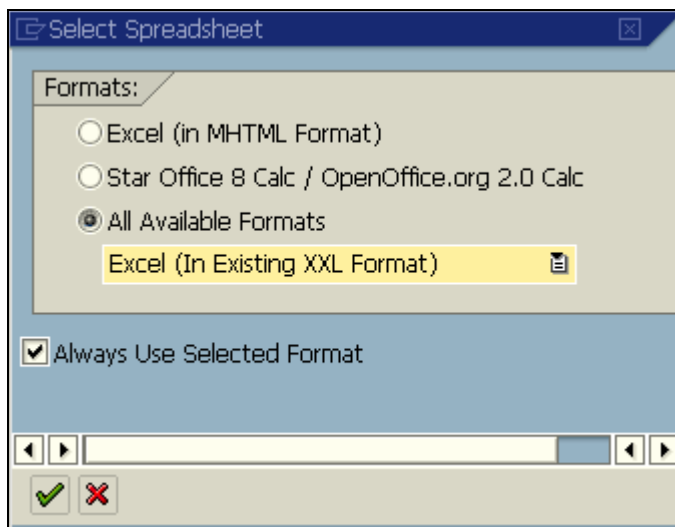 Select Spreadsheet
Formats:
Excel (in MHTML Format)
Star Office 8 Calc / OpenOffice.org 2.0 Calc
All Available Formats
Excel (In Existing XXL Format)
Always Use Selected Format